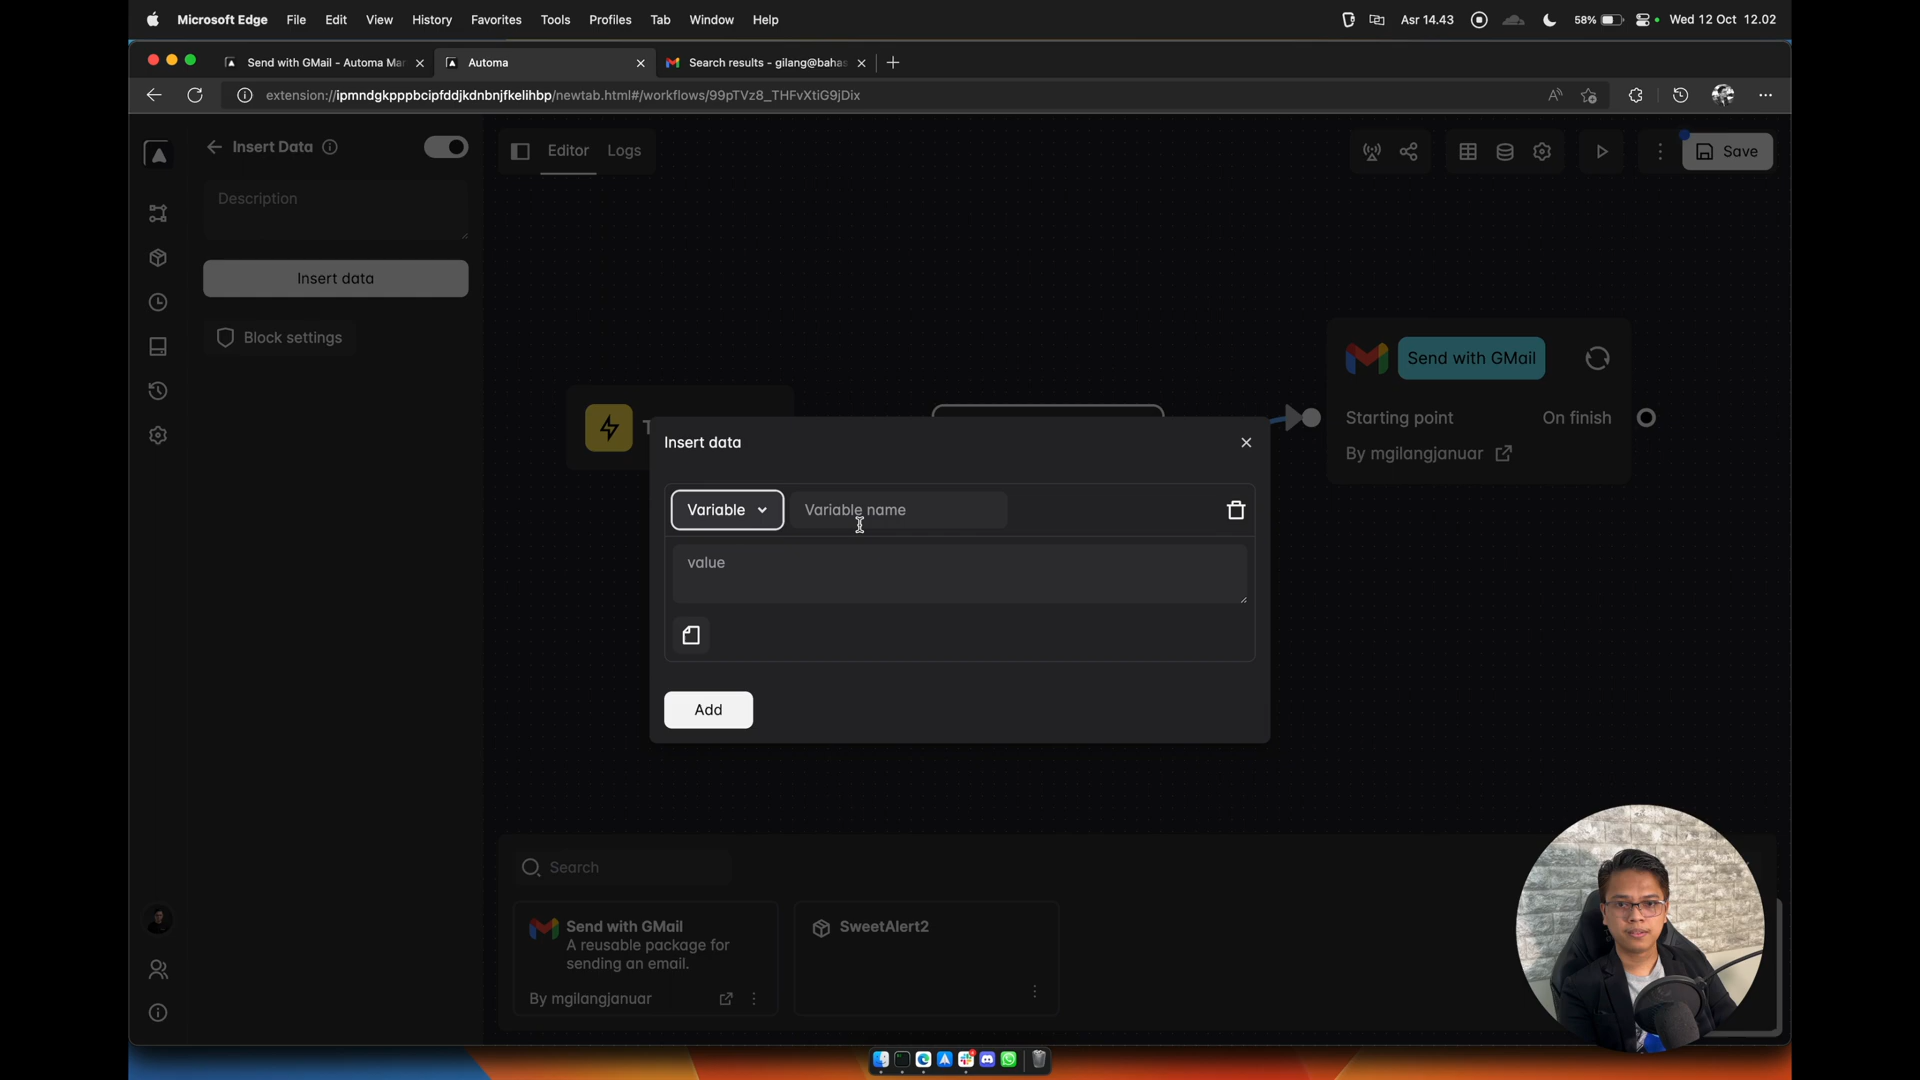 Microsoft Edge File Edit View History Favorites Tools Profiles Tab Window Help
Asr 14.43 58% Wed 12 Oct 12.02
Send with GMail - Automa Mar
Automa
Search results - gilang@bahas
extension://ipmndgkpppbcipfddjkdnbnjfkelihbp/newtab.html#/workflows/99pTVz8_THFvXtiG9jDix
Insert Data
Description
Insert data
Block settings
Editor Logs
Save
T
Send with GMail
Starting point On finish
By mgilangjanuar
Insert data
Variable
Variable name
value
Add
Search
Send with GMail
A reusable package for
sending an email.
By mgilangjanuar
SweetAlert2